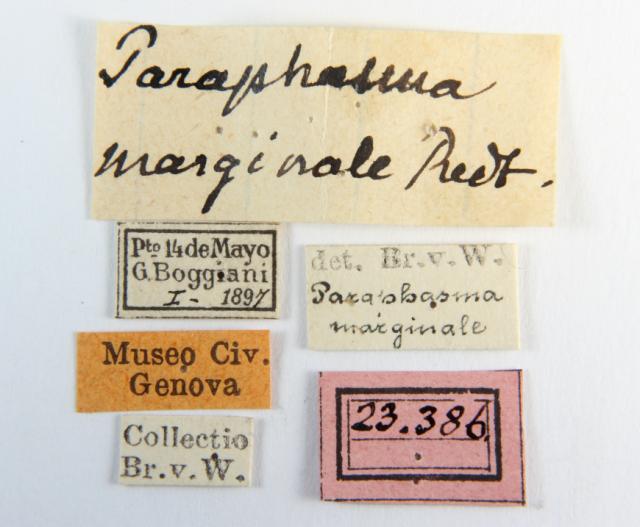 Paraphasma
marginale Redt.
Pto 14 de Mayo
G. Boggiani
I - 1897
det. Br. v. W.
Paraphasma
marginale
Museo Civ.
Genova
Collectio
Br. v. W.
23.386